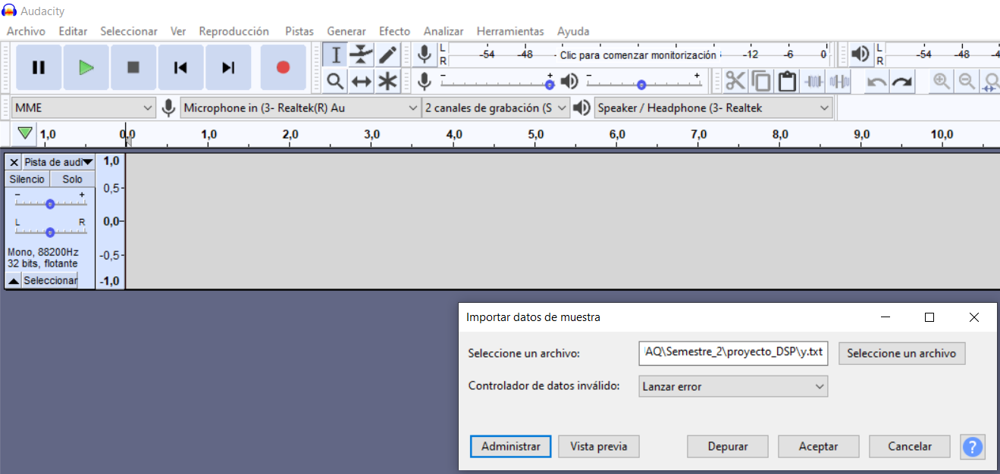 Audacity
Archivo Editar Seleccionar Ver Reproducción Pistas Generar Efecto Analizar Herramientas Ayuda
L R -54 -48 - Clic para comenzar monitorización -12 -6 0 L R -54 -48 -4
- + - +
MME Microphone in (3- Realtek(R) Au 2 canales de grabación (S Speaker / Headphone (3- Realtek
1,0 0,0 1,0 2,0 3,0 4,0 5,0 6,0 7,0 8,0 9,0 10,0
Pista de audi 1,0
Silencio Solo
0,5
- +
L R 0,0
Mono, 88200Hz -0,5
32 bits, flotante
Seleccionar -1,0
Importar datos de muestra
Seleccione un archivo: AQ\Semestre_2\proyecto_DSP\y.txt Seleccione un archivo
Controlador de datos inválido: Lanzar error
Administrar Vista previa Depurar Aceptar Cancelar ?